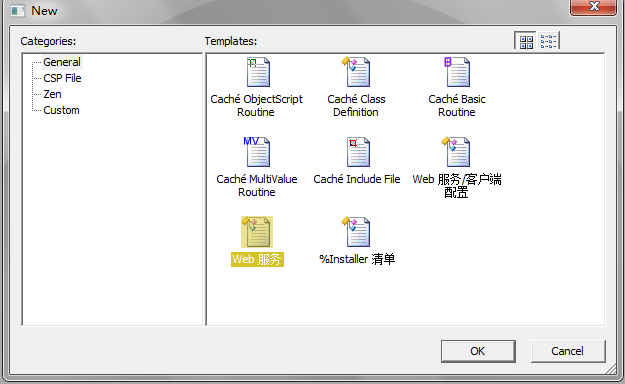 New
Categories:
Templates:
General
CSP File
Zen
Custom
Caché ObjectScript
Routine
Caché Class
Definition
B
Caché Basic
Routine
MV
Caché MultiValue
Routine
Caché Include File
Web 服务/客户端
配置
Web 服务
%Installer 清单
OK
Cancel